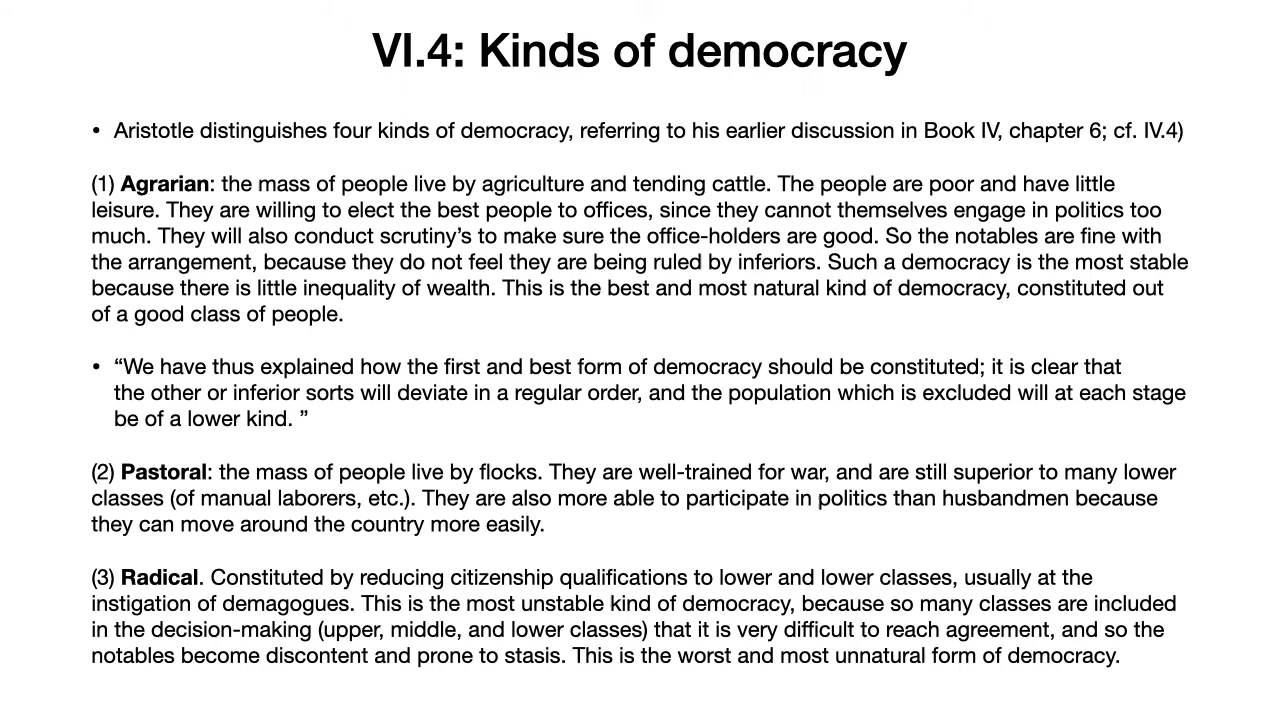 VI.4: Kinds of democracy
• Aristotle distinguishes four kinds of democracy, referring to his earlier discussion in Book IV, chapter 6; cf. IV.4)
(1) Agrarian: the mass of people live by agriculture and tending cattle. The people are poor and have little
leisure. They are willing to elect the best people to offices, since they cannot themselves engage in politics too
much. They will also conduct scrutiny’s to make sure the office-holders are good. So the notables are fine with
the arrangement, because they do not feel they are being ruled by inferiors. Such a democracy is the most stable
because there is little inequality of wealth. This is the best and most natural kind of democracy, constituted out
of a good class of people.
• “We have thus explained how the first and best form of democracy should be constituted; it is clear that
the other or inferior sorts will deviate in a regular order, and the population which is excluded will at each stage
be of a lower kind. ”
(2) Pastoral: the mass of people live by flocks. They are well-trained for war, and are still superior to many lower
classes (of manual laborers, etc.). They are also more able to participate in politics than husbandmen because
they can move around the country more easily.
(3) Radical. Constituted by reducing citizenship qualifications to lower and lower classes, usually at the
instigation of demagogues. This is the most unstable kind of democracy, because so many classes are included
in the decision-making (upper, middle, and lower classes) that it is very difficult to reach agreement, and so the
notables become discontent and prone to stasis. This is the worst and most unnatural form of democracy.